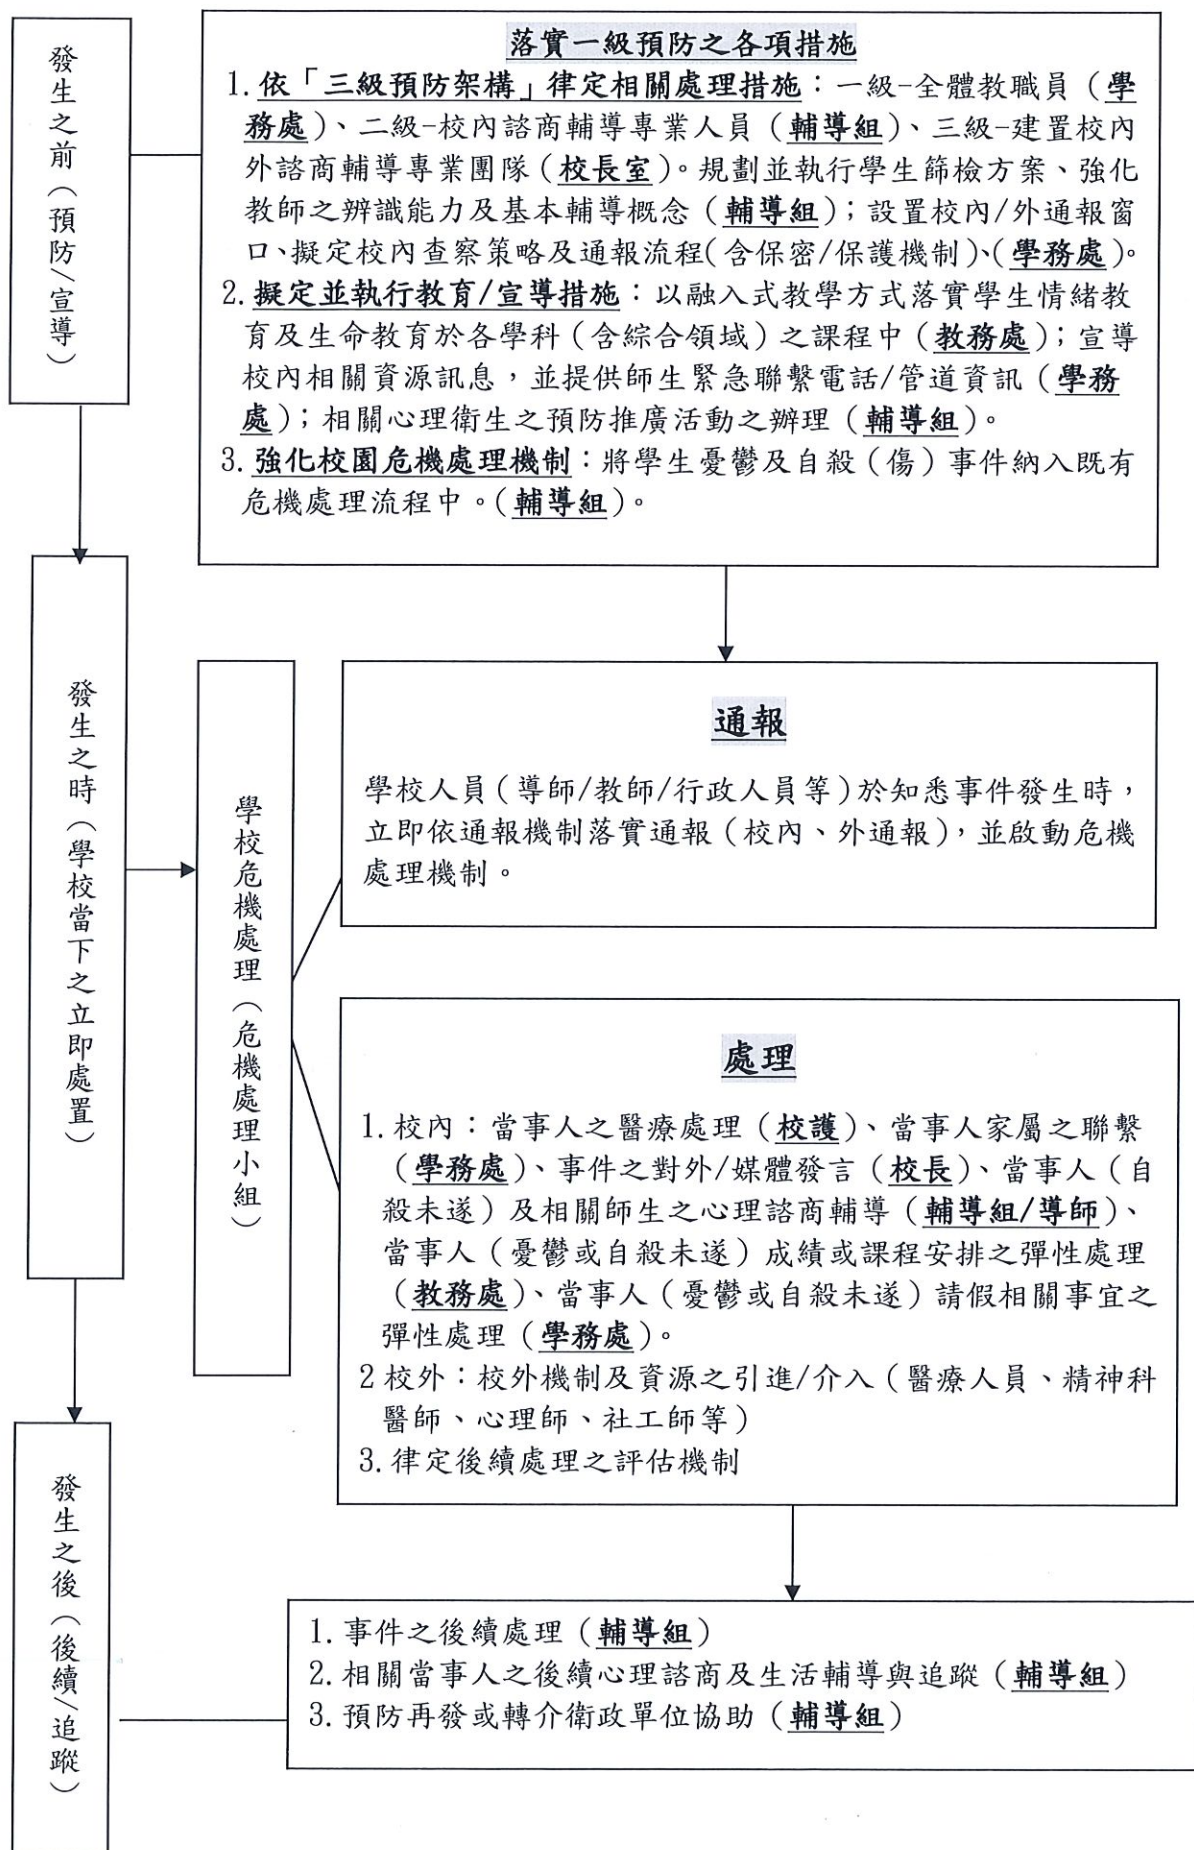 發生之前（預防/宣導）
落實一級預防之各項措施
1.依「三級預防架構」律定相關處理措施：一級-全體教職員（學
務處）、二級-校內諮商輔導專業人員（輔導組）、三級-建置校內
外諮商輔導專業團隊（校長室）。規劃並執行學生篩檢方案、強化
教師之辨識能力及基本輔導概念（輔導組）；設置校內/外通報窗
口、擬定校內查察策略及通報流程(含保密/保護機制)、(學務處)。
2.擬定並執行教育/宣導措施：以融入式教學方式落實學生情緒教
育及生命教育於各學科（含綜合領域）之課程中（教務處）；宣導
校內相關資源訊息，並提供師生緊急聯繫電話/管道資訊（學務
處）；相關心理衛生之預防推廣活動之辦理（輔導組）。
3.強化校園危機處理機制：將學生憂鬱及自殺（傷）事件納入既有
危機處理流程中。(輔導組)。
發生之時（學校當下之立即處置）
學校危機處理（危機處理小組）
通報
學校人員（導師/教師/行政人員等）於知悉事件發生時，
立即依通報機制落實通報（校內、外通報），並啟動危機
處理機制。
處理
1.校內：當事人之醫療處理（校護）、當事人家屬之聯繫
（學務處）、事件之對外/媒體發言（校長）、當事人（自
殺未遂）及相關師生之心理諮商輔導（輔導組/導師）、
當事人（憂鬱或自殺未遂）成績或課程安排之彈性處理
（教務處）、當事人（憂鬱或自殺未遂）請假相關事宜之
彈性處理（學務處）。
2校外：校外機制及資源之引進/介入（醫療人員、精神科
醫師、心理師、社工師等）
3.律定後續處理之評估機制
發生之後（後續/追蹤）
1.事件之後續處理（輔導組）
2.相關當事人之後續心理諮商及生活輔導與追蹤（輔導組）
3.預防再發或轉介衛政單位協助（輔導組）